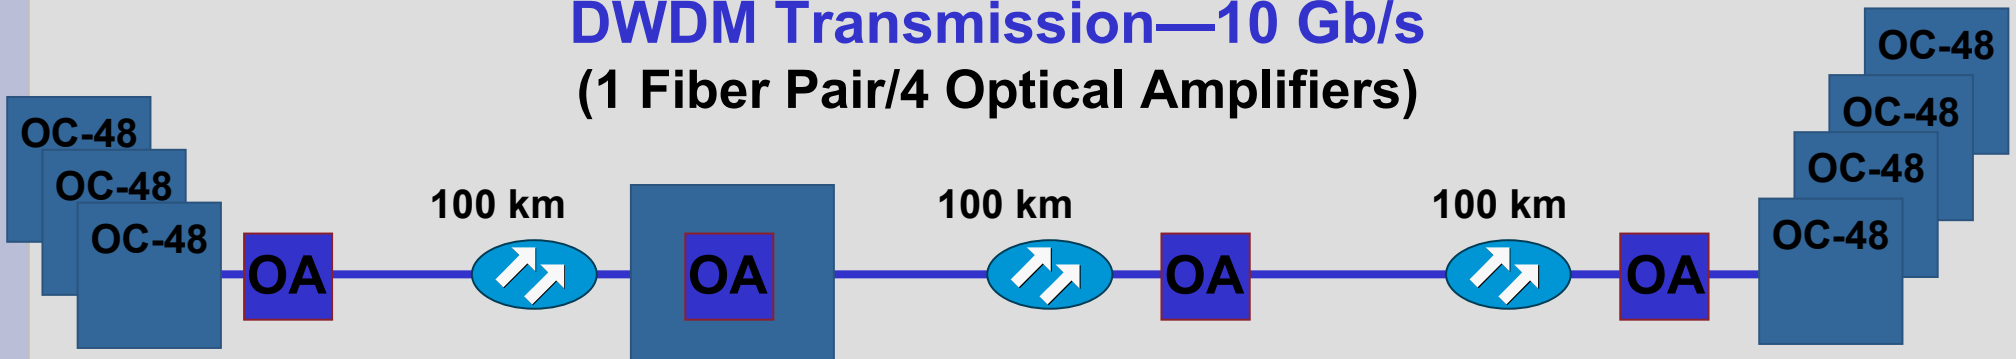 DWDM Transmission—10 Gb/s
(1 Fiber Pair/4 Optical Amplifiers)
OC-48
OC-48
OC-48
OA
100 km
OA
100 km
OA
100 km
OA
OC-48
OC-48
OC-48
OC-48